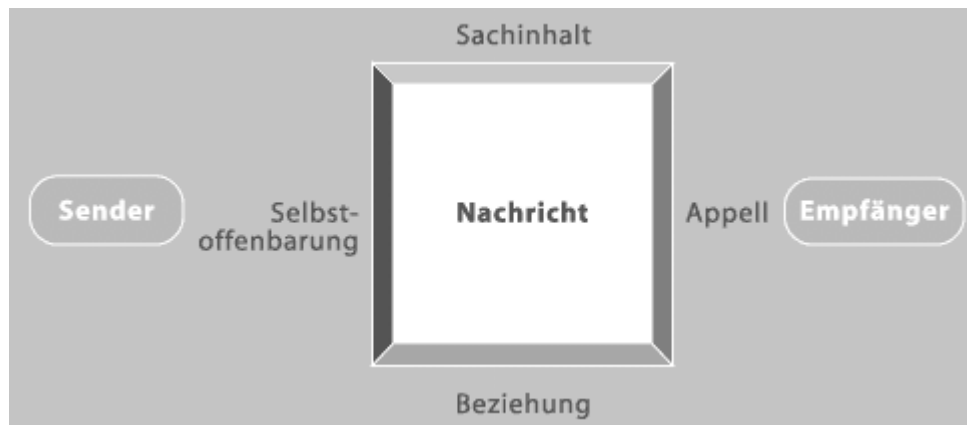 Sachinhalt
Sender
Selbst-
offenbarung
Nachricht
Appell
Empfänger
Beziehung